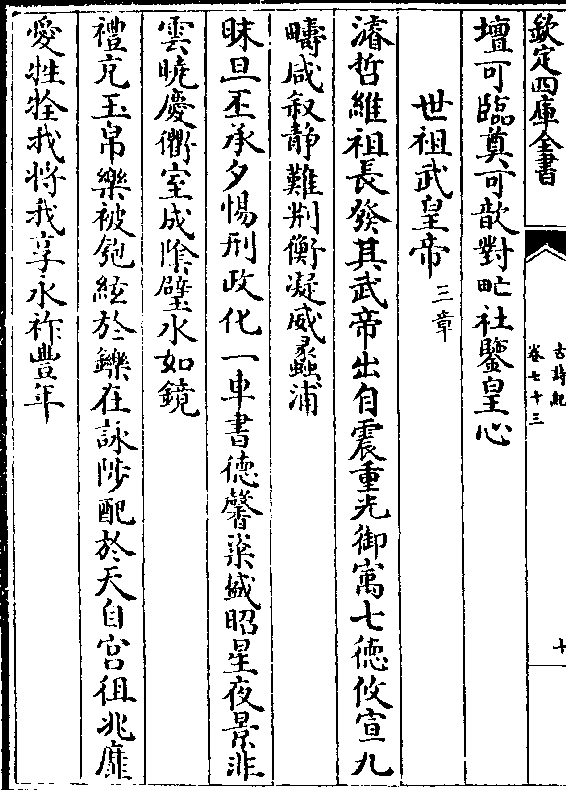 欽定四庫全書
古詩紀
卷七十三
十
壇可臨奠可歆對甿社鑒皇心
世祖武皇帝三章
濬哲維祖長發其武帝出自震重光御㝢七德攸宣九
疇咸叙静難荆衡凝威蠡浦
昧旦丕承夕惕刑政化一車書德馨粢盛昭星夜景非
雲曉慶衢室成隂璧水如鏡
禮充玉帛樂被匏絃於鑠在詠陟配於天自宫徂兆靡
愛牲牷我將我享永祚豐年